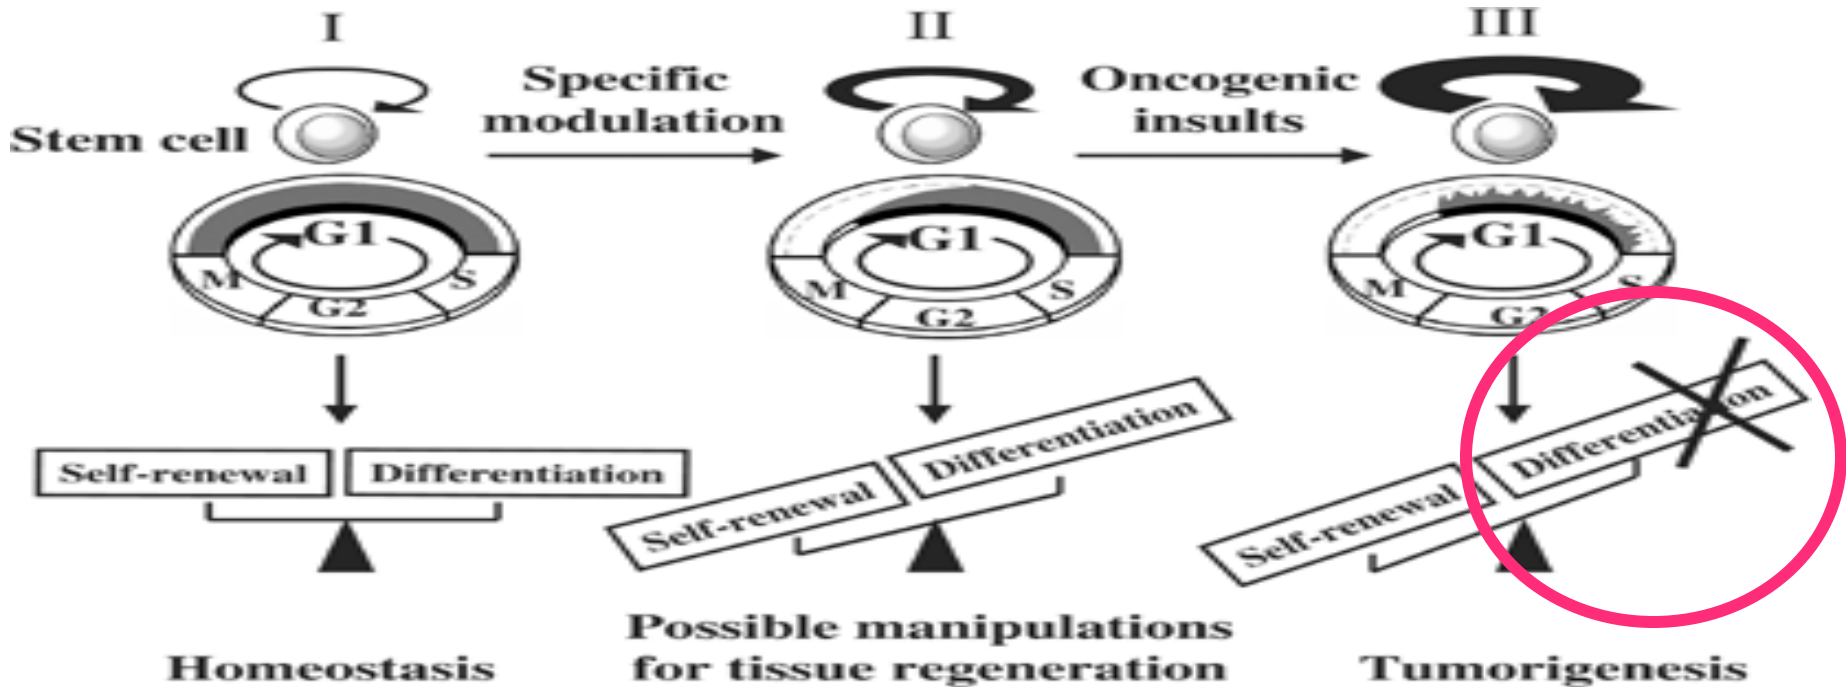 I
II
III
Specific
modulation
Oncogenic
insults
Stem cell
G1
M
S
G2
G1
M
S
G2
G1
M
S
G2
Self-renewal
Differentiation
Self-renewal
Differentiation
Self-renewal
Differentiation
Homeostasis
Possible manipulations
for tissue regeneration
Tumorigenesis